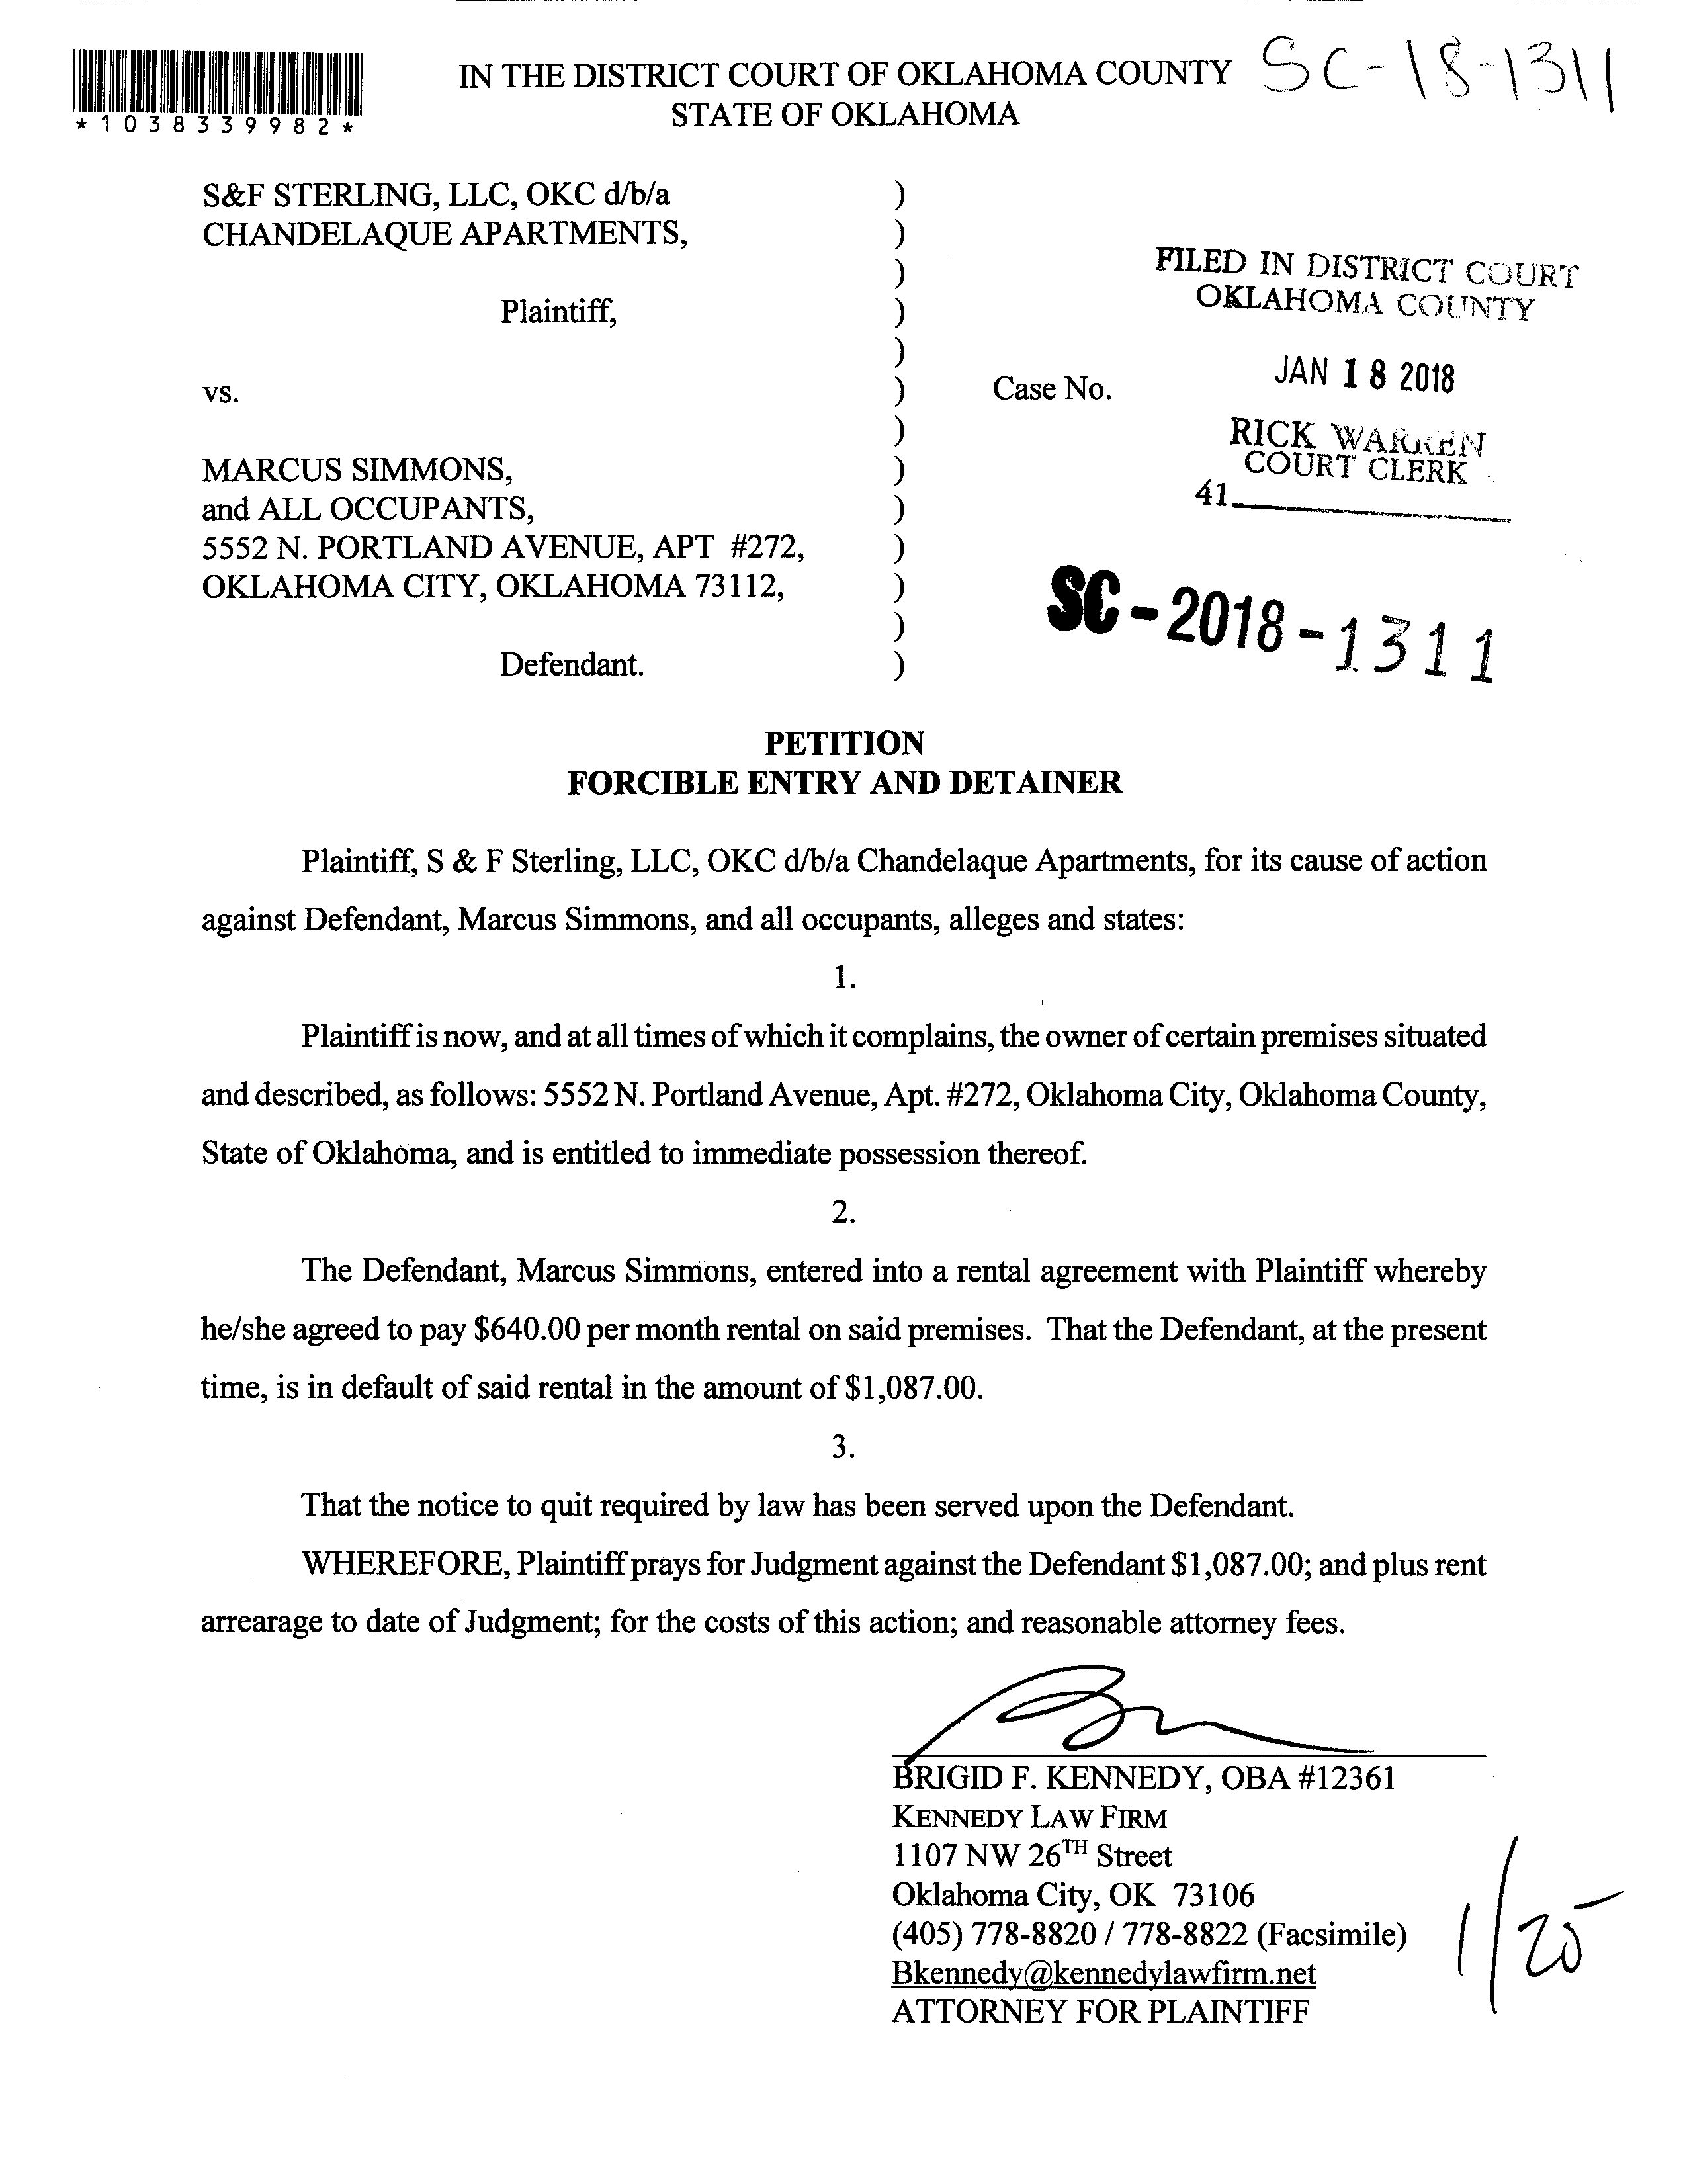 IN THE DISTRICT COURT OF OKLAHOMA COUNTY SC-18-1311
STATE OF OKLAHOMA
*1038339982*
S&F STERLING, LLC, OKC d/b/a )
CHANDELAQUE APARTMENTS, )
)
Plaintiff, )
)
vs. ) Case No.
)
MARCUS SIMMONS, )
and ALL OCCUPANTS, )
5552 N. PORTLAND AVENUE, APT #272, )
OKLAHOMA CITY, OKLAHOMA 73112, )
)
Defendant. )
FILED IN DISTRICT COURT
OKLAHOMA COUNTY
JAN 18 2018
RICK WARREN
COURT CLERK
41
SC-2018-1311
PETITION
FORCIBLE ENTRY AND DETAINER
Plaintiff, S & F Sterling, LLC, OKC d/b/a Chandelaque Apartments, for its cause of action
against Defendant, Marcus Simmons, and all occupants, alleges and states:
1.
Plaintiff is now, and at all times of which it complains, the owner of certain premises situated
and described, as follows: 5552 N. Portland Avenue, Apt. #272, Oklahoma City, Oklahoma County,
State of Oklahoma, and is entitled to immediate possession thereof.
2.
The Defendant, Marcus Simmons, entered into a rental agreement with Plaintiff whereby
he/she agreed to pay $640.00 per month rental on said premises. That the Defendant, at the present
time, is in default of said rental in the amount of $1,087.00.
3.
That the notice to quit required by law has been served upon the Defendant.
WHEREFORE, Plaintiff prays for Judgment against the Defendant $1,087.00; and plus rent
arrearage to date of Judgment; for the costs of this action; and reasonable attorney fees.
BRIGID F. KENNEDY, OBA #12361
KENNEDY LAW FIRM
1107 NW 26TH Street
Oklahoma City, OK 73106
(405) 778-8820 / 778-8822 (Facsimile)
Bkennedy@kennedylawfirm.net
ATTORNEY FOR PLAINTIFF
1/25